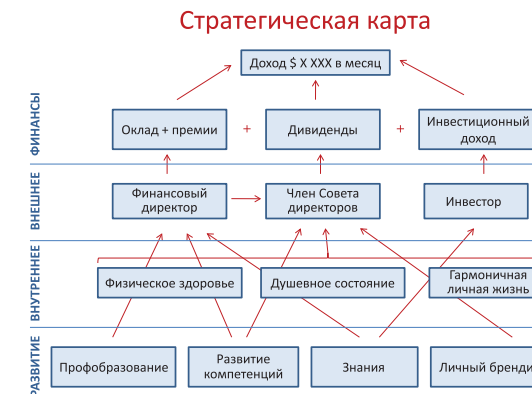 Стратегическая карта
Доход $ X XXX в месяц
ФИНАНСЫ
Оклад + премии
+
Дивиденды
+
Инвестиционный
доход
ВНЕШНЕЕ
Финансовый
директор
Член Совета
директоров
Инвестор
ВНУТРЕННЕЕ
Физическое здоровье
Душевное состояние
Гармоничная
личная жизнь
РАЗВИТИЕ
Профобразование
Развитие
компетенций
Знания
Личный